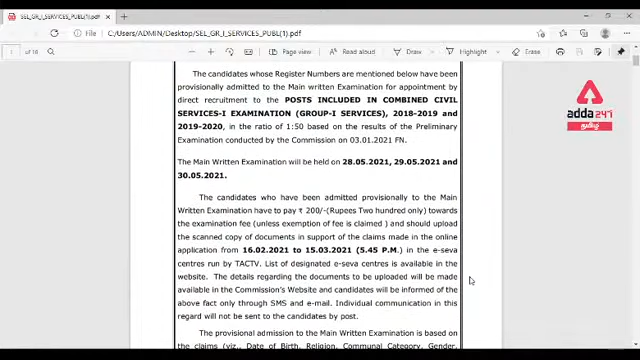 SEL_GR_I_SERVICES_PUBL(1).pdf
File
C:/Users/ADMIN/Desktop/SEL_GR_I_SERVICES_PUBL(1).pdf
1 of 18
Page view
Read aloud
Draw
Highlight
Erase
The candidates whose Register Numbers are mentioned below have been
provisionally admitted to the Main written Examination for appointment by
direct recruitment to the POSTS INCLUDED IN COMBINED CIVIL
SERVICES-I EXAMINATION (GROUP-I SERVICES), 2018-2019 and
2019-2020, in the ratio of 1:50 based on the results of the Preliminary
Examination conducted by the Commission on 03.01.2021 FN.
The Main Written Examination will be held on 28.05.2021, 29.05.2021 and
30.05.2021.
The candidates who have been admitted provisionally to the Main
Written Examination have to pay ₹ 200/-(Rupees Two hundred only) towards
the examination fee (unless exemption of fee is claimed ) and should upload
the scanned copy of documents in support of the claims made in the online
application from 16.02.2021 to 15.03.2021 (5.45 P.M.) in the e-seva
centres run by TACTV. List of designated e-seva centres is available in the
website. The details regarding the documents to be uploaded will be made
available in the Commission's Website and candidates will be informed of the
above fact only through SMS and e-mail. Individual communication in this
regard will not be sent to the candidates by post.
The provisional admission to the Main Written Examination is based on
the claims (viz., Date of Birth, Religion, Communal Category, Gender,
adda247
தமிழ்